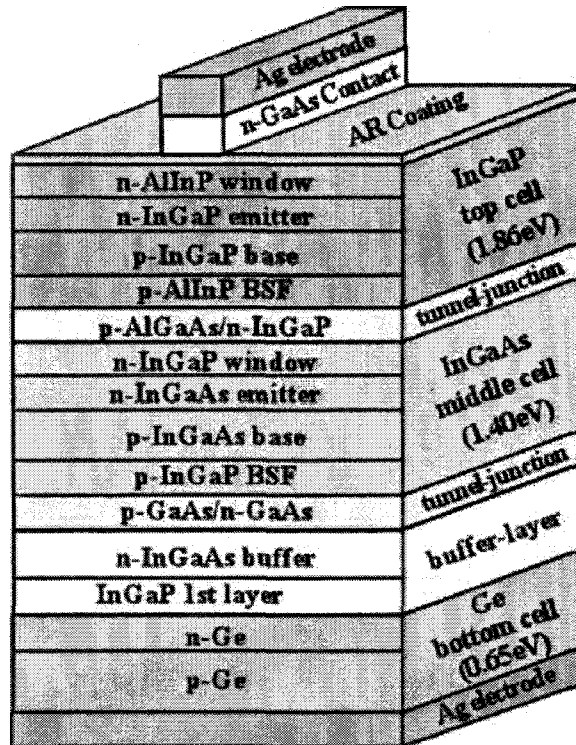 Ag electrode
n-GaAs Contact
AR Coating
n-AlInP window
n-InGaP emitter
p-InGaP base
p-AlInP BSF
p-AlGaAs/n-InGaP
n-InGaP window
n-InGaAs emitter
p-InGaAs base
p-InGaP BSF
p-GaAs/n-GaAs
n-InGaAs buffer
InGaP 1st layer
n-Ge
p-Ge
InGaP
top cell
(1.86eV)
tunnel-junction
InGaAs
middle cell
(1.40eV)
tunnel-junction
buffer-layer
Ge
bottom cell
(0.65eV)
Ag electrode